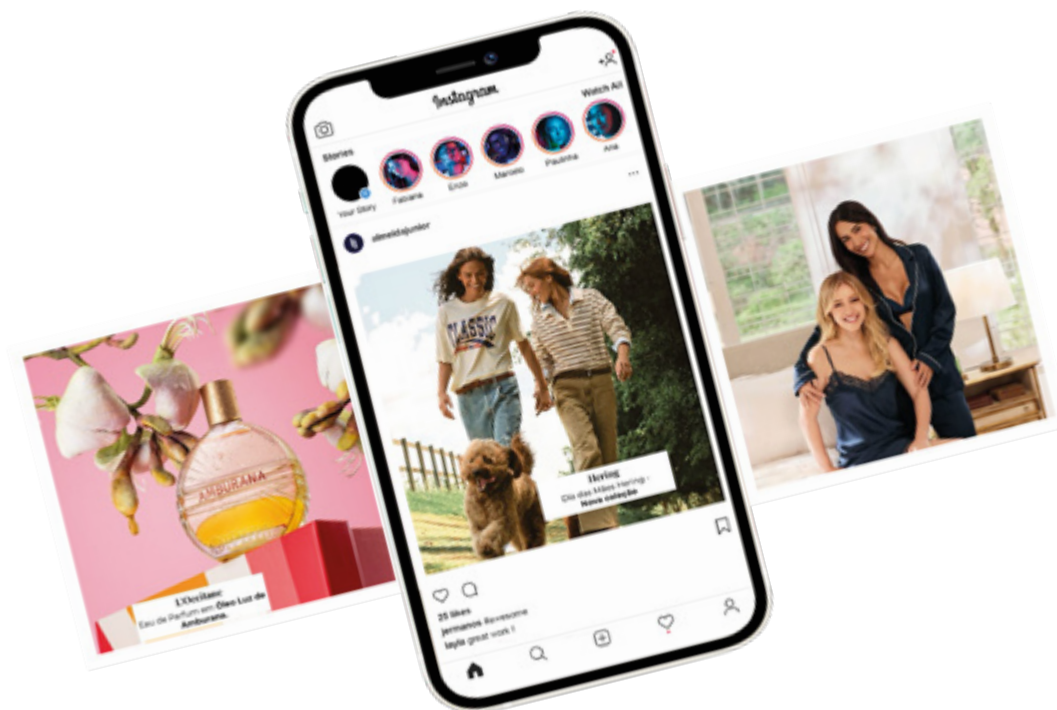 Instagram
Stories
Watch All
Your Story
Fabiana
Enzo
Marcelo
Paulinha
Ana
almeidajunior
CLASSIC
Hering
Dia das Mães Hering -
Nova coleção
25 likes
jermanos #awesome
layla great work !
AMBURANA
L'Occitane
Eau de Parfum em Óleo Luz de
Amburana.